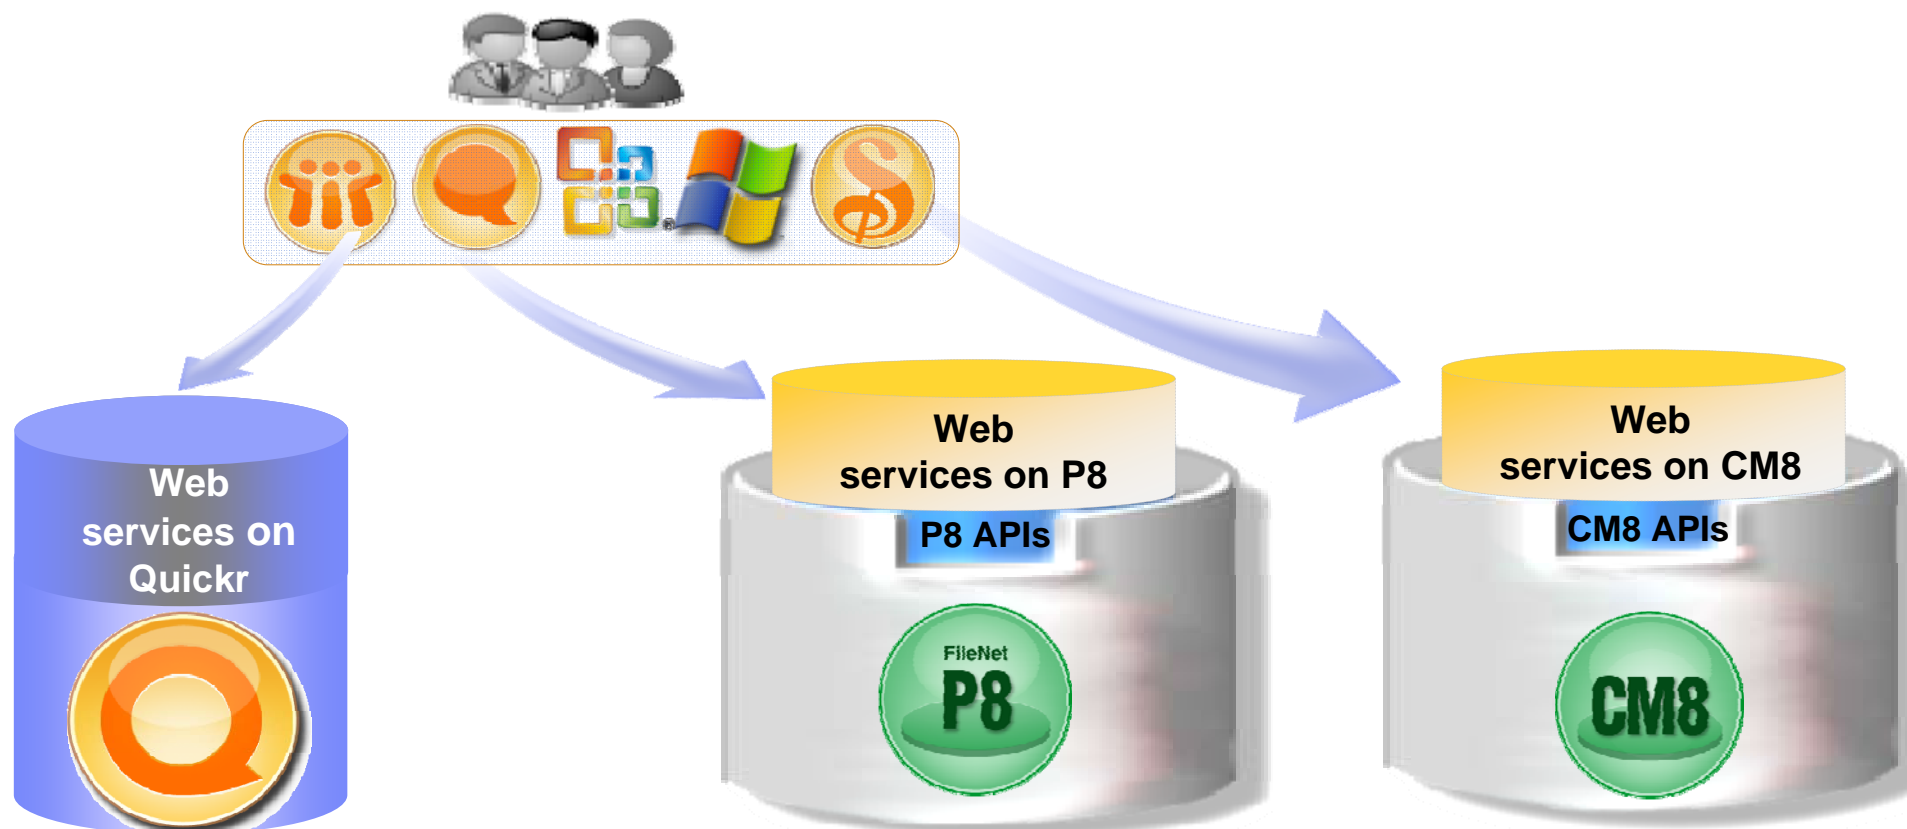 ®
Web
services on
Quickr
Web
services on P8
P8 APIs
FileNet
P8
Web
services on CM8
CM8 APIs
CM8